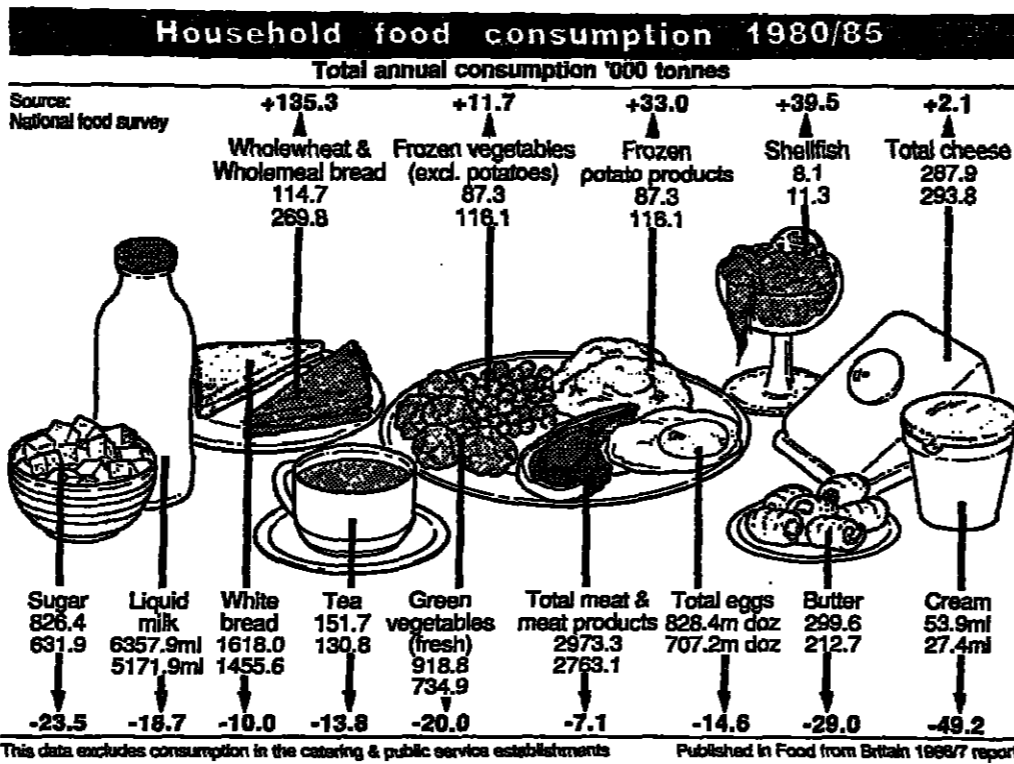 Household food consumption 1980/85
Total annual consumption '000 tonnes
Source:
National food survey
+135.3
Wholewheat &
Wholemeal bread
114.7
269.8
+11.7
Frozen vegetables
(excl. potatoes)
87.3
116.1
+33.0
Frozen
potato products
87.3
116.1
+39.5
Shellfish
8.1
11.3
+2.1
Total cheese
287.9
293.8
Sugar
826.4
631.9
-23.5
Liquid
milk
6357.9ml
5171.9ml
-18.7
White
bread
1618.0
1455.6
-10.0
Tea
151.7
130.8
-13.8
Green
vegetables
(fresh)
918.8
734.9
-20.0
Total meat &
meat products
2973.3
2763.1
-7.1
Total eggs
828.4m doz
707.2m doz
-14.6
Butter
299.6
212.7
-29.0
Cream
53.9ml
27.4ml
-49.2
This data excludes consumption in the catering & public service establishments
Published in Food from Britain 1986/7 report